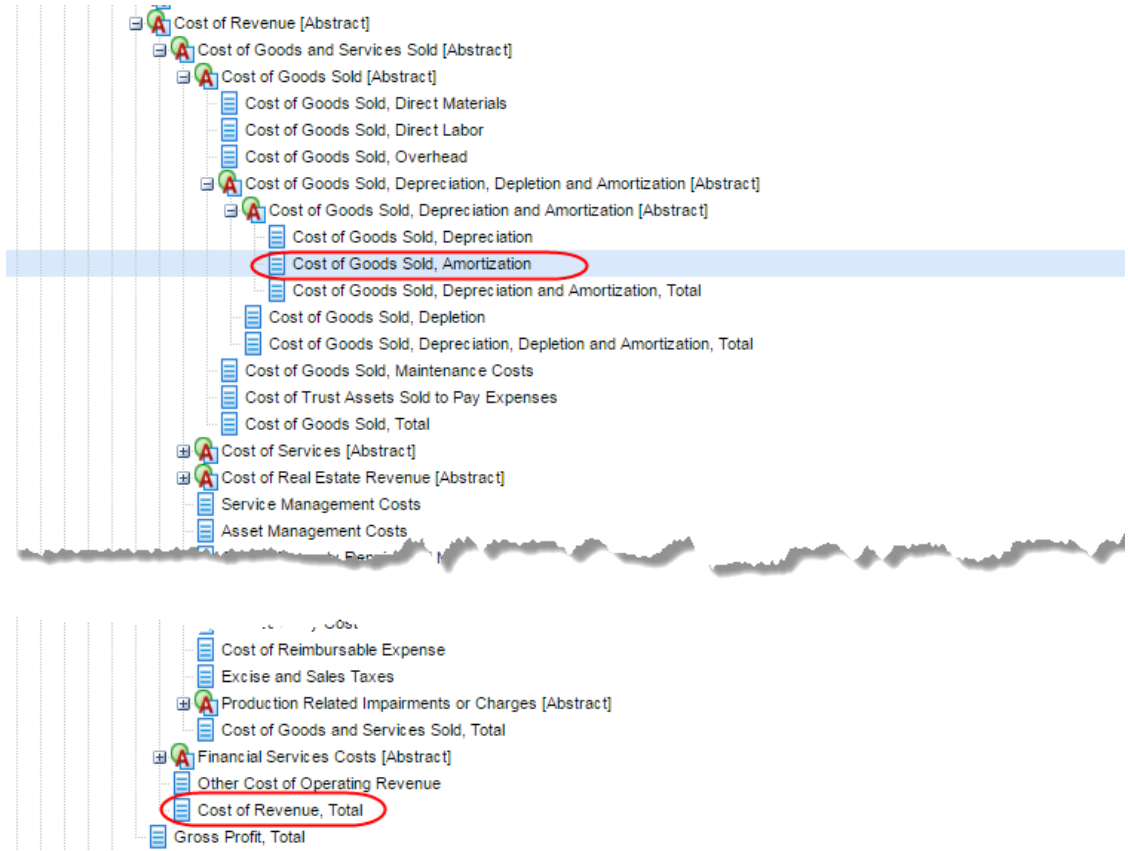 Cost of Revenue [Abstract]
Cost of Goods and Services Sold [Abstract]
Cost of Goods Sold [Abstract]
Cost of Goods Sold, Direct Materials
Cost of Goods Sold, Direct Labor
Cost of Goods Sold, Overhead
Cost of Goods Sold, Depreciation, Depletion and Amortization [Abstract]
Cost of Goods Sold, Depreciation and Amortization [Abstract]
Cost of Goods Sold, Depreciation
Cost of Goods Sold, Amortization
Cost of Goods Sold, Depreciation and Amortization, Total
Cost of Goods Sold, Depletion
Cost of Goods Sold, Depreciation, Depletion and Amortization, Total
Cost of Goods Sold, Maintenance Costs
Cost of Trust Assets Sold to Pay Expenses
Cost of Goods Sold, Total
Cost of Services [Abstract]
Cost of Real Estate Revenue [Abstract]
Service Management Costs
Asset Management Costs
Cost of Reimbursable Expense
Excise and Sales Taxes
Production Related Impairments or Charges [Abstract]
Cost of Goods and Services Sold, Total
Financial Services Costs [Abstract]
Other Cost of Operating Revenue
Cost of Revenue, Total
Gross Profit, Total